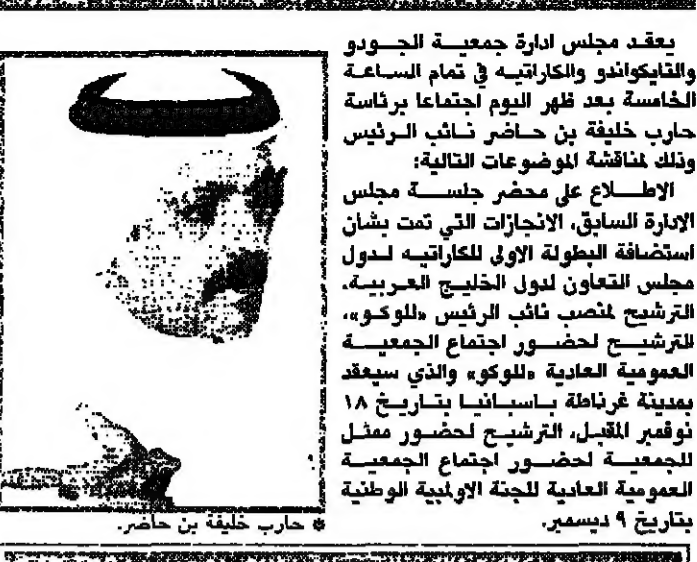 يعقد مجلس ادارة جمعية الجودو
والتايكواندو والكاراتيه في تمام الساعة
الخامسة بعد ظهر اليوم اجتماعا برئاسة
حارب خليفة بن حاضر نائب الرئيس
وذلك لمناقشة الموضوعات التالية:
الاطلاع على محضر جلسة مجلس
الادارة السابق، الانجازات التي تمت بشأن
استضافة البطولة الاولى للكاراتيه لدول
مجلس التعاون لدول الخليج العربية،
الترشيح لمنصب نائب الرئيس «للوكو»،
الترشيح لحضور اجتماع الجمعية
العمومية العادية «للوكو» والذي سيعقد
بمدينة غرناطة باسبانيا بتاريخ ١٨
نوفمبر المقبل، الترشيح لحضور ممثل
للجمعية لحضور اجتماع الجمعية
العمومية العادية للجنة الاولمبية الوطنية
بتاريخ ٩ ديسمبر.
* حارب خليفة بن حاضر.